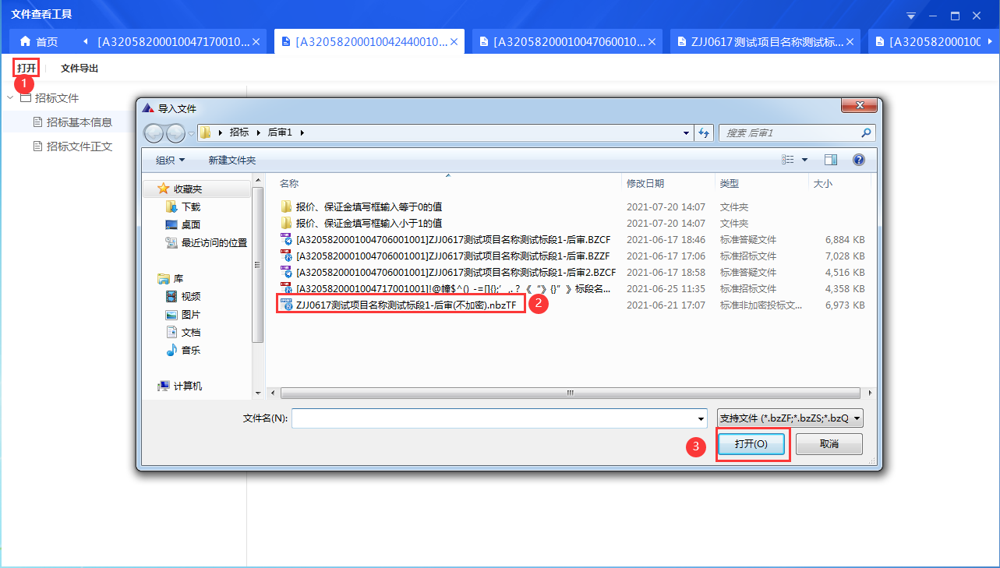 文件查看工具
首页
[A32058200010047170010...
[A32058200010042440010...
[A32058200010047060010...
ZJJ0617测试项目名称测试标...
[A320582000100
打开
文件导出
1
招标文件
招标基本信息
招标文件正文
导入文件
招标
后审1
搜索 后审1
组织
新建文件夹
名称 修改日期 类型 大小
收藏夹
下载
桌面
最近访问的位置
库
视频
图片
文档
音乐
计算机
报价、保证金填写框输入等于0的值 2021-07-20 14:07 文件夹
报价、保证金填写框输入小于1的值 2021-07-20 14:07 文件夹
[A3205820001004706001001]ZJJ0617测试项目名称测试标段1-后审.BZCF 2021-06-17 18:46 标准答疑文件 6,884 KB
[A3205820001004706001001]ZJJ0617测试项目名称测试标段1-后审.BZZF 2021-06-17 17:06 标准招标文件 7,028 KB
[A3205820001004706001001]ZJJ0617测试项目名称测试标段1-后审2.BZCF 2021-06-17 18:58 标准答疑文件 4,516 KB
[A3205820001004717001001]!@幢$^()_-=[]{};’,.？《“》{}”》标段名... 2021-06-25 11:35 标准招标文件 4,358 KB
ZJJ0617测试项目名称测试标段1-后审(不加密).nbzTF 2021-06-21 17:07 标准非加密投标文... 6,973 KB
2
文件名(N):
支持文件 (*.bzZF;*.bzZS;*.bzQ
3
打开(O)
取消